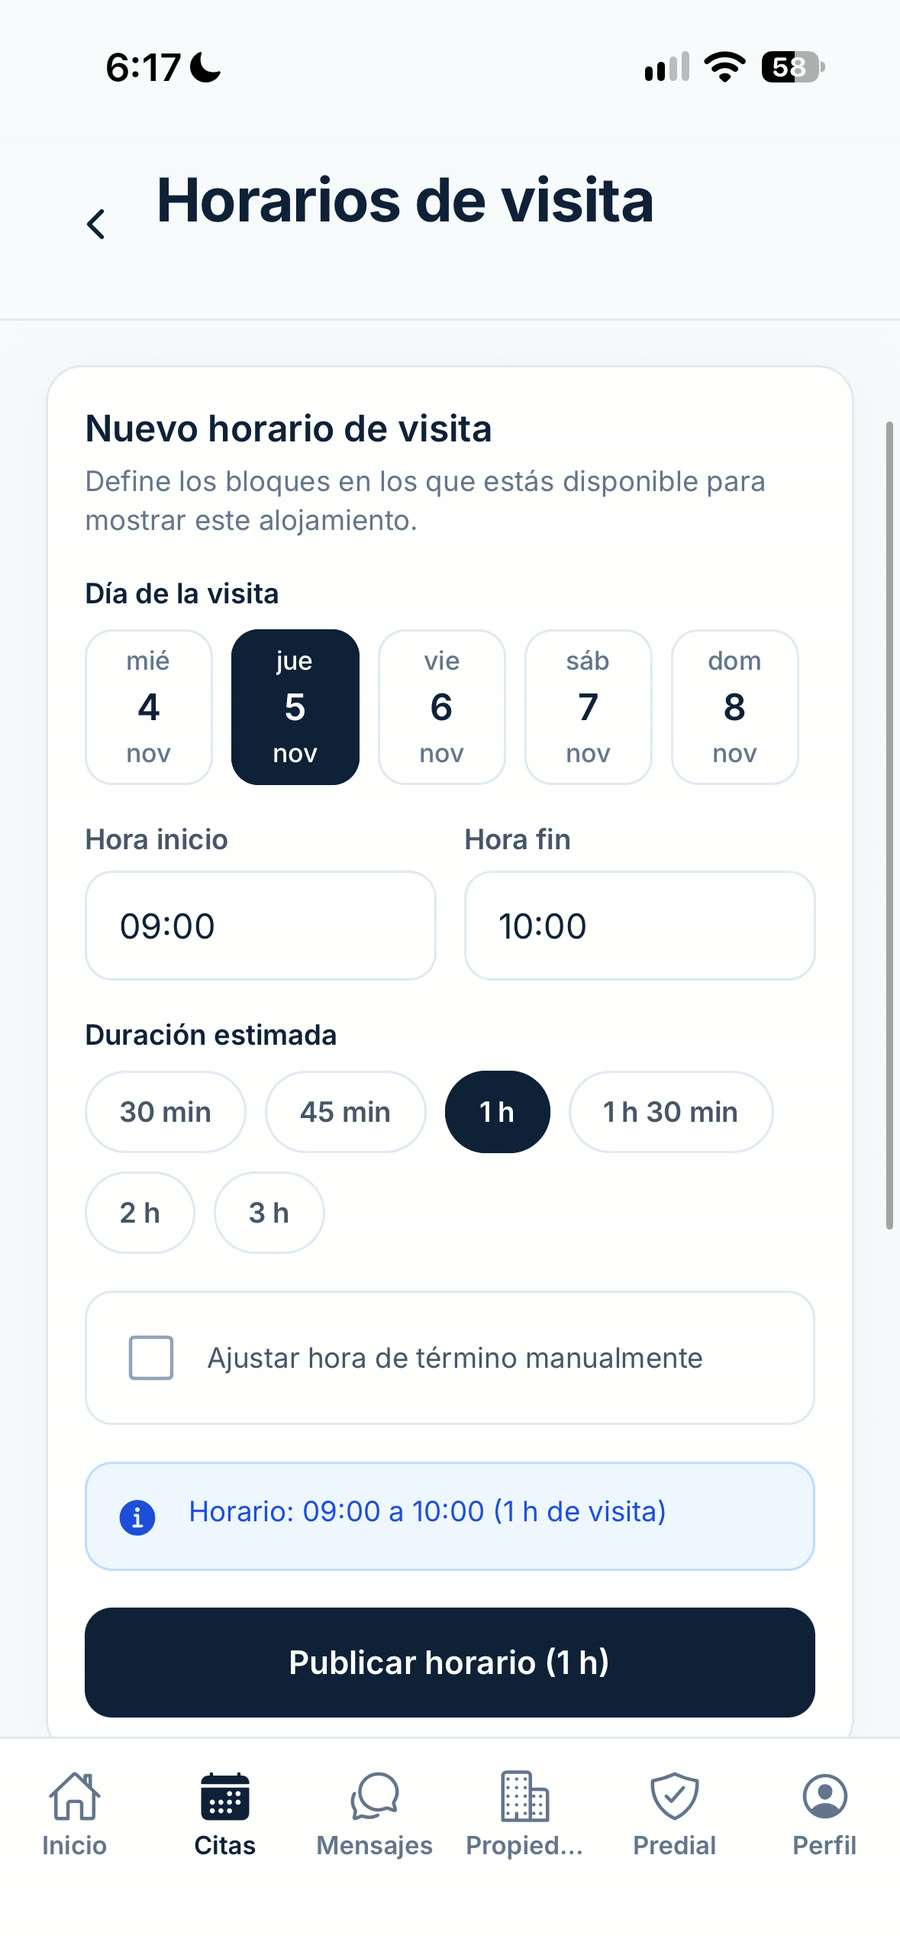 6:17
58
Horarios de visita
Nuevo horario de visita
Define los bloques en los que estás disponible para
mostrar este alojamiento.
Día de la visita
mié
4
nov
jue
5
nov
vie
6
nov
sáb
7
nov
dom
8
nov
Hora inicio
Hora fin
09:00
10:00
Duración estimada
30 min
45 min
1 h
1 h 30 min
2 h
3 h
Ajustar hora de término manualmente
Horario: 09:00 a 10:00 (1 h de visita)
Publicar horario (1 h)
Inicio
Citas
Mensajes
Propied...
Predial
Perfil